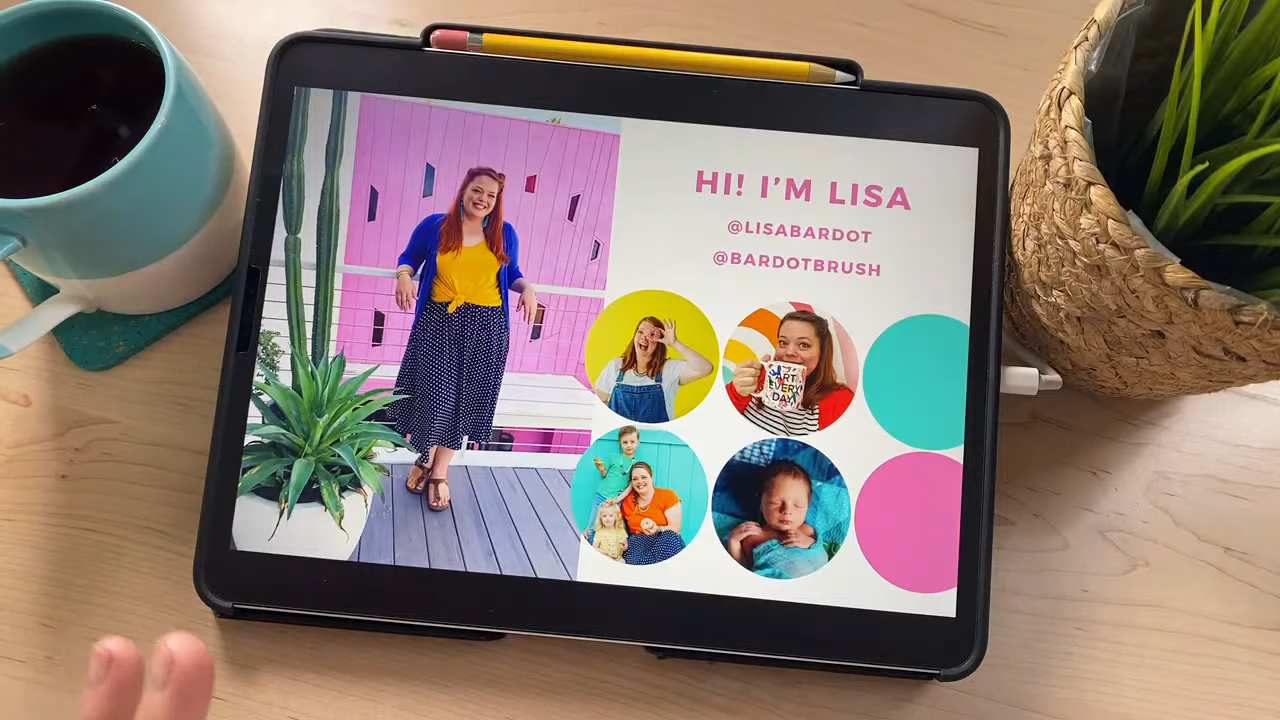 HI! I'M LISA
@LISABARDOT
@BARDOTBRUSH
ART
EVERY
DAY